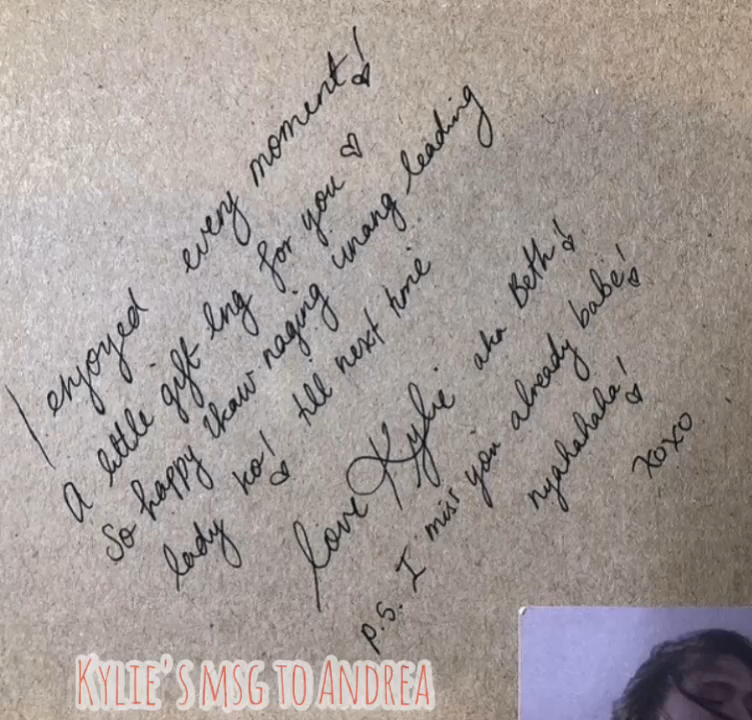 I enjoyed every moment!
A little gift lng for you
So happy ikaw naging unang leading
lady ko! till next time
love Kylie aka Beth!
P.S. I miss you already babe!
nyahahaha!
xoxo
KYLIE'S MSG TO ANDREA